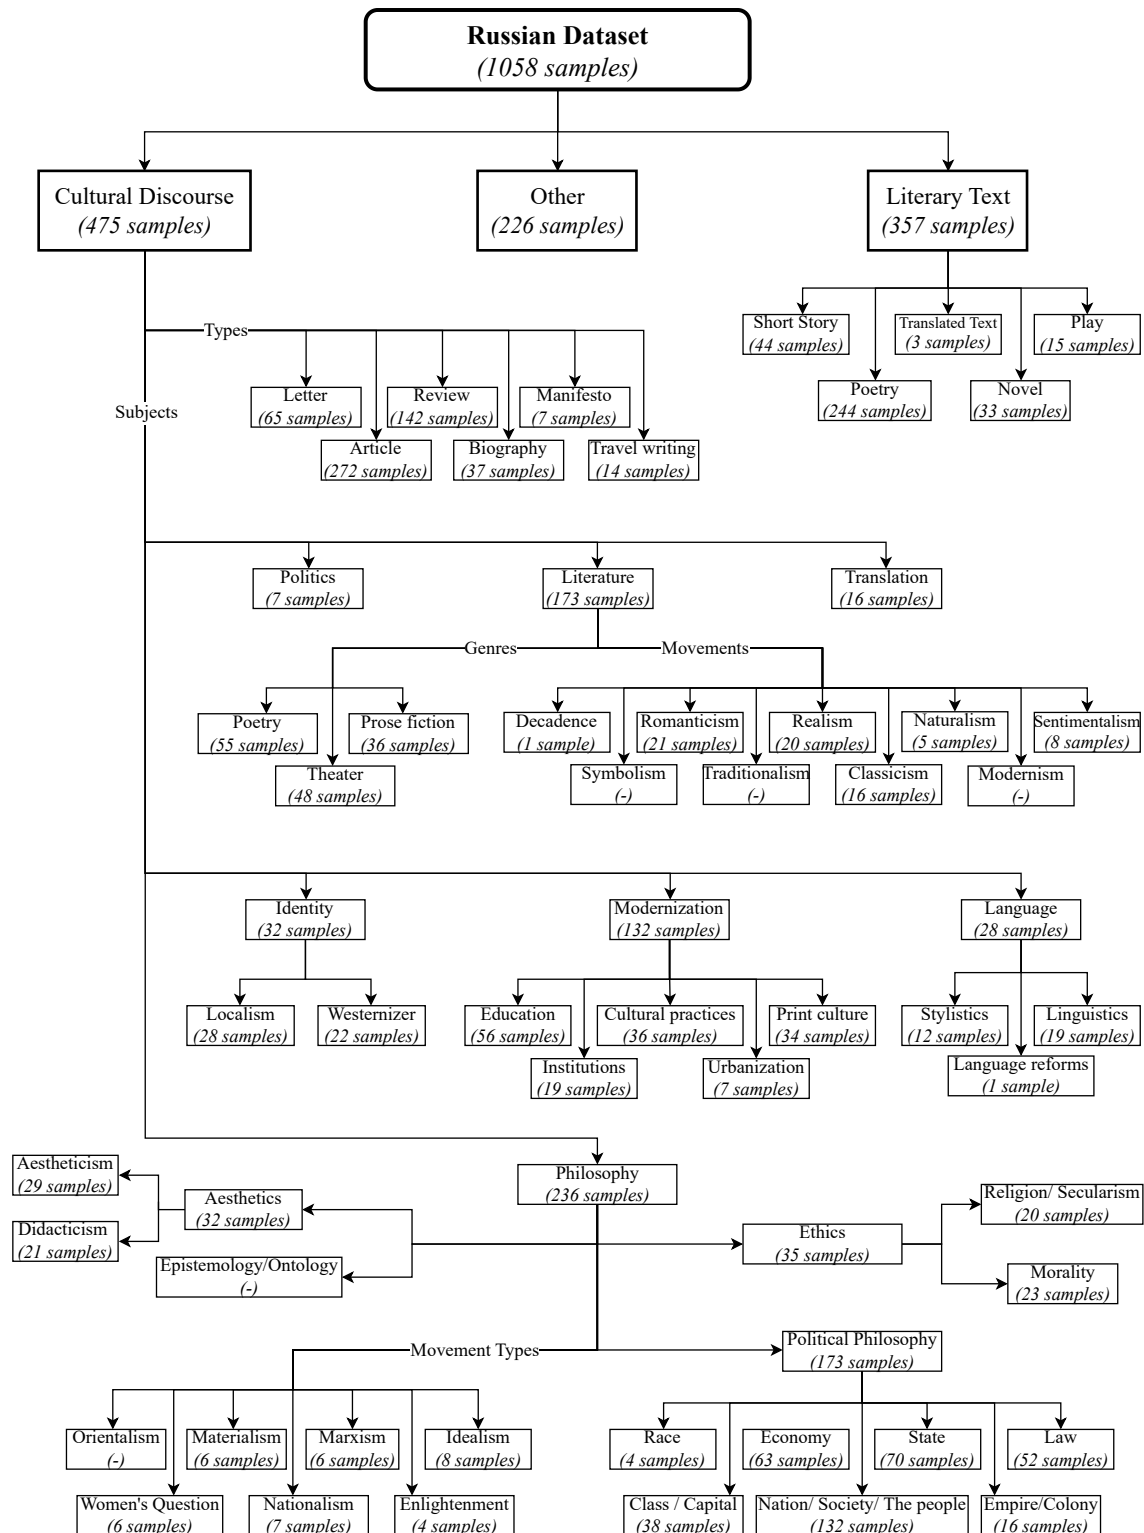 Russian Dataset
(1058 samples)
Cultural Discourse
(475 samples)
Other
(226 samples)
Literary Text
(357 samples)
Short Story
(44 samples)
Translated Text
(3 samples)
Play
(15 samples)
Poetry
(244 samples)
Novel
(33 samples)
Types
Letter
(65 samples)
Review
(142 samples)
Manifesto
(7 samples)
Subjects
Article
(272 samples)
Biography
(37 samples)
Travel writing
(14 samples)
Politics
(7 samples)
Literature
(173 samples)
Translation
(16 samples)
Genres
Movements
Poetry
(55 samples)
Prose fiction
(36 samples)
Theater
(48 samples)
Decadence
(1 sample)
Romanticism
(21 samples)
Realism
(20 samples)
Naturalism
(5 samples)
Sentimentalism
(8 samples)
Symbolism
(-)
Traditionalism
(-)
Classicism
(16 samples)
Modernism
(-)
Identity
(32 samples)
Modernization
(132 samples)
Language
(28 samples)
Localism
(28 samples)
Westernizer
(22 samples)
Education
(56 samples)
Cultural practices
(36 samples)
Print culture
(34 samples)
Institutions
(19 samples)
Urbanization
(7 samples)
Stylistics
(12 samples)
Linguistics
(19 samples)
Language reforms
(1 sample)
Philosophy
(236 samples)
Aestheticism
(29 samples)
Aesthetics
(32 samples)
Didacticism
(21 samples)
Epistemology/Ontology
(-)
Ethics
(35 samples)
Religion/ Secularism
(20 samples)
Morality
(23 samples)
Movement Types
Political Philosophy
(173 samples)
Orientalism
(-)
Materialism
(6 samples)
Marxism
(6 samples)
Idealism
(8 samples)
Women's Question
(6 samples)
Nationalism
(7 samples)
Enlightenment
(4 samples)
Race
(4 samples)
Economy
(63 samples)
State
(70 samples)
Law
(52 samples)
Class / Capital
(38 samples)
Nation/ Society/ The people
(132 samples)
Empire/Colony
(16 samples)